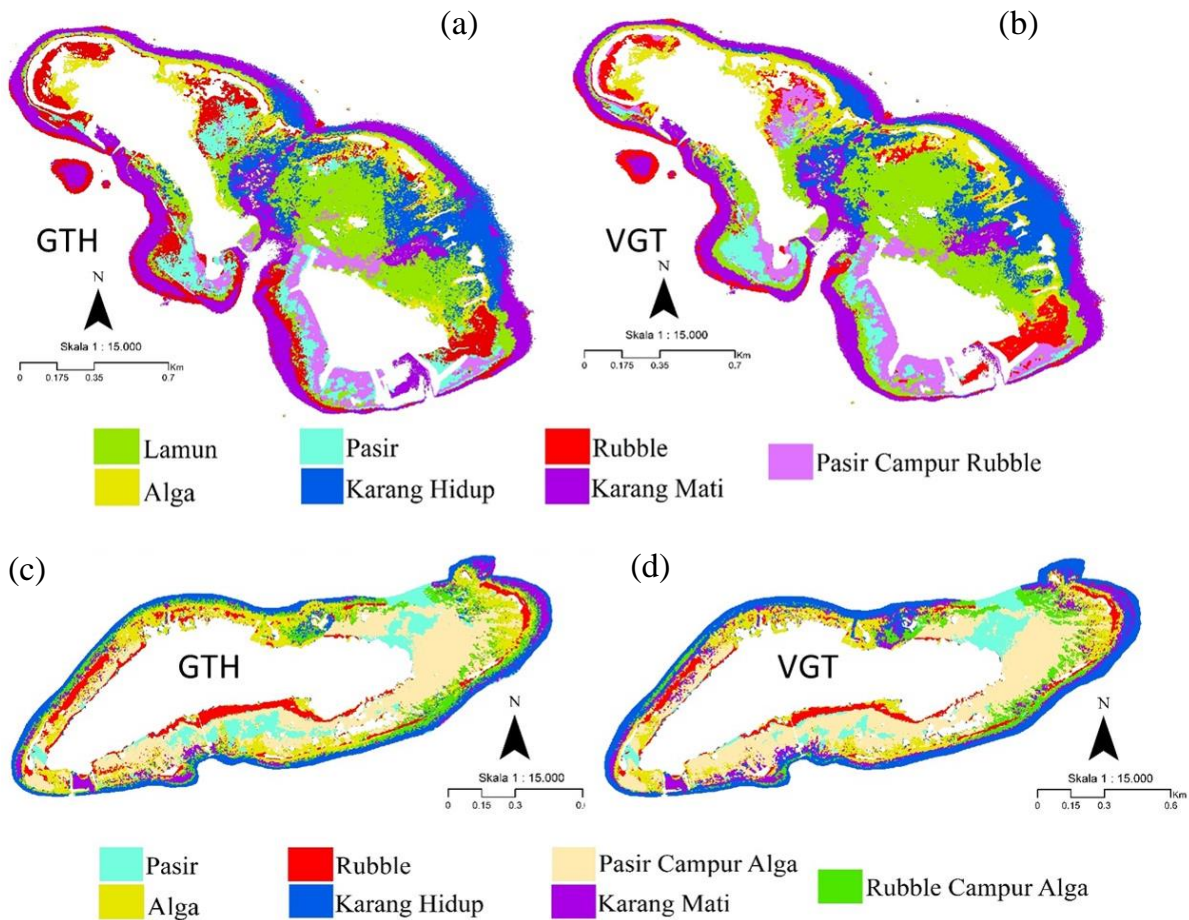 (a)
(b)
GTH
VGT
N
N
Skala 1 : 15.000
Skala 1 : 15.000
0 0.175 0.35 0.7 Km
0 0.175 0.35 0.7 Km
Lamun Pasir Rubble Pasir Campur Rubble
Alga Karang Hidup Karang Mati
(c)
(d)
GTH
VGT
N
N
Skala 1 : 15.000
Skala 1 : 15.000
0 0.15 0.3 0.
0 0.15 0.3 0.6 Km
Pasir Rubble Pasir Campur Alga Rubble Campur Alga
Alga Karang Hidup Karang Mati